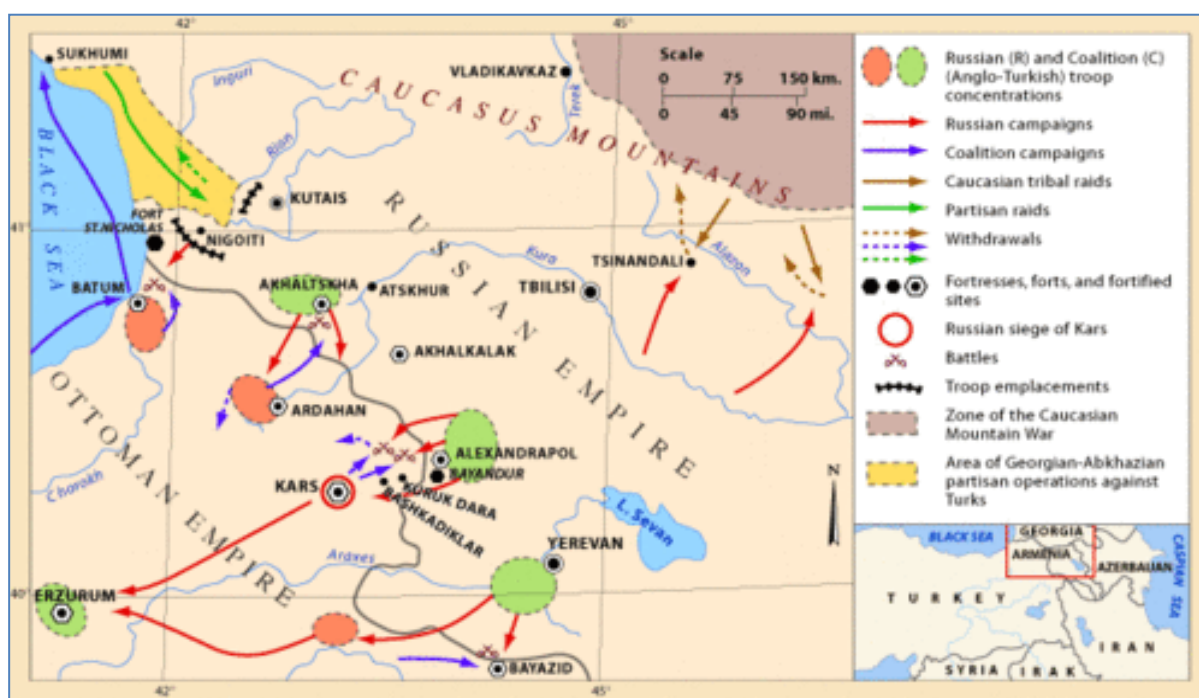 42°
45°
SUKHUMI
Inguri
VLADIKAVKAZ
Terek
Scale
0 75 150 km.
0 45 90 mi.
CAUCASUS MOUNTAINS
BLACK SEA
Rion
KUTAIS
41°
FORT
ST.NICHOLAS
NIGOITI
RUSSIAN EMPIRE
Kura
Alazon
TSINANDALI
BATUM
AKHALTSKHA
ATSKHUR
TBILISI
AKHALKALAK
OTTOMAN EMPIRE
ARDAHAN
ALEXANDRAPOL
BAYANDUR
KARS
KURUK DARA
BASHKADIKLAR
Charokh
L. Sevan
N
YEREVAN
Araxes
40°
40°
ERZURUM
BAYAZID
42°
45°
Russian (R) and Coalition (C)
(Anglo-Turkish) troop
concentrations
Russian campaigns
Coalition campaigns
Caucasian tribal raids
Partisan raids
Withdrawals
Fortresses, forts, and fortified
sites
Russian siege of Kars
Battles
Troop emplacements
Zone of the Caucasian
Mountain War
Area of Georgian-Abkhazian
partisan operations against
Turks
BLACK SEA
GEORGIA
ARMENIA
AZERBAIJAN
CASPIAN SEA
TURKEY
IRAN
SYRIA
IRAK